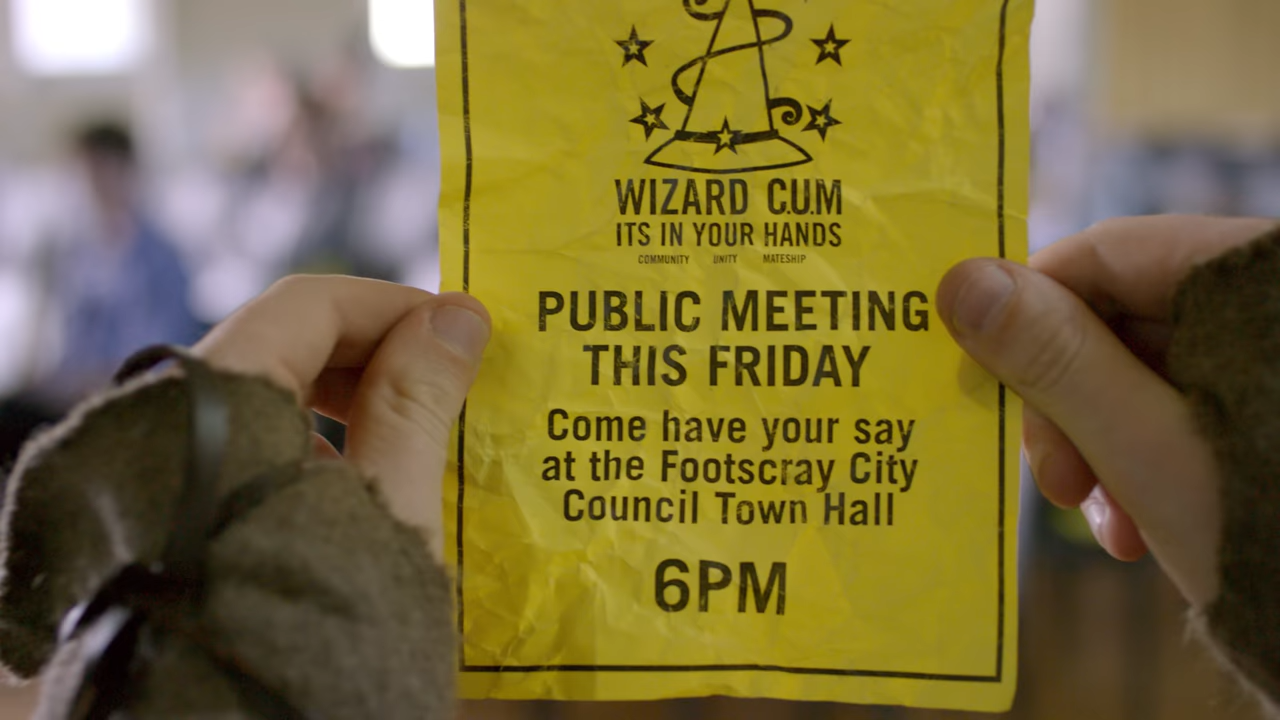 WIZARD C.U.M
ITS IN YOUR HANDS
COMMUNITY UNITY MATESHIP
PUBLIC MEETING
THIS FRIDAY
Come have your say
at the Footscray City
Council Town Hall
6PM